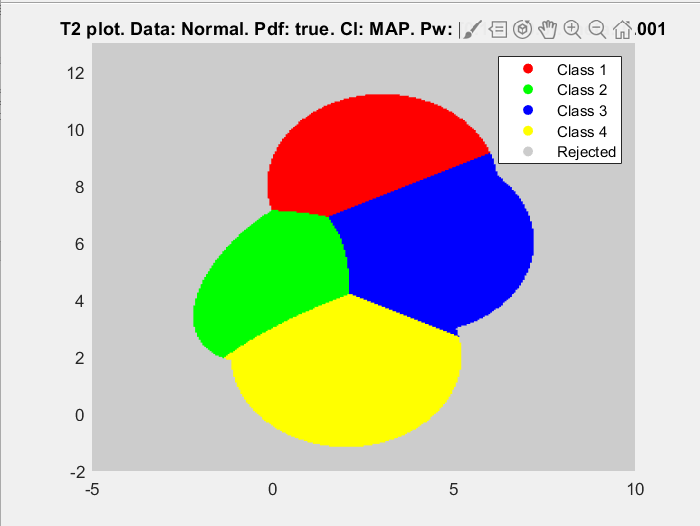 T2 plot. Data: Normal. Pdf: true. Cl: MAP. Pw: .001
Class 1
Class 2
Class 3
Class 4
Rejected
12
10
8
6
4
2
0
-2
-5 0 5 10